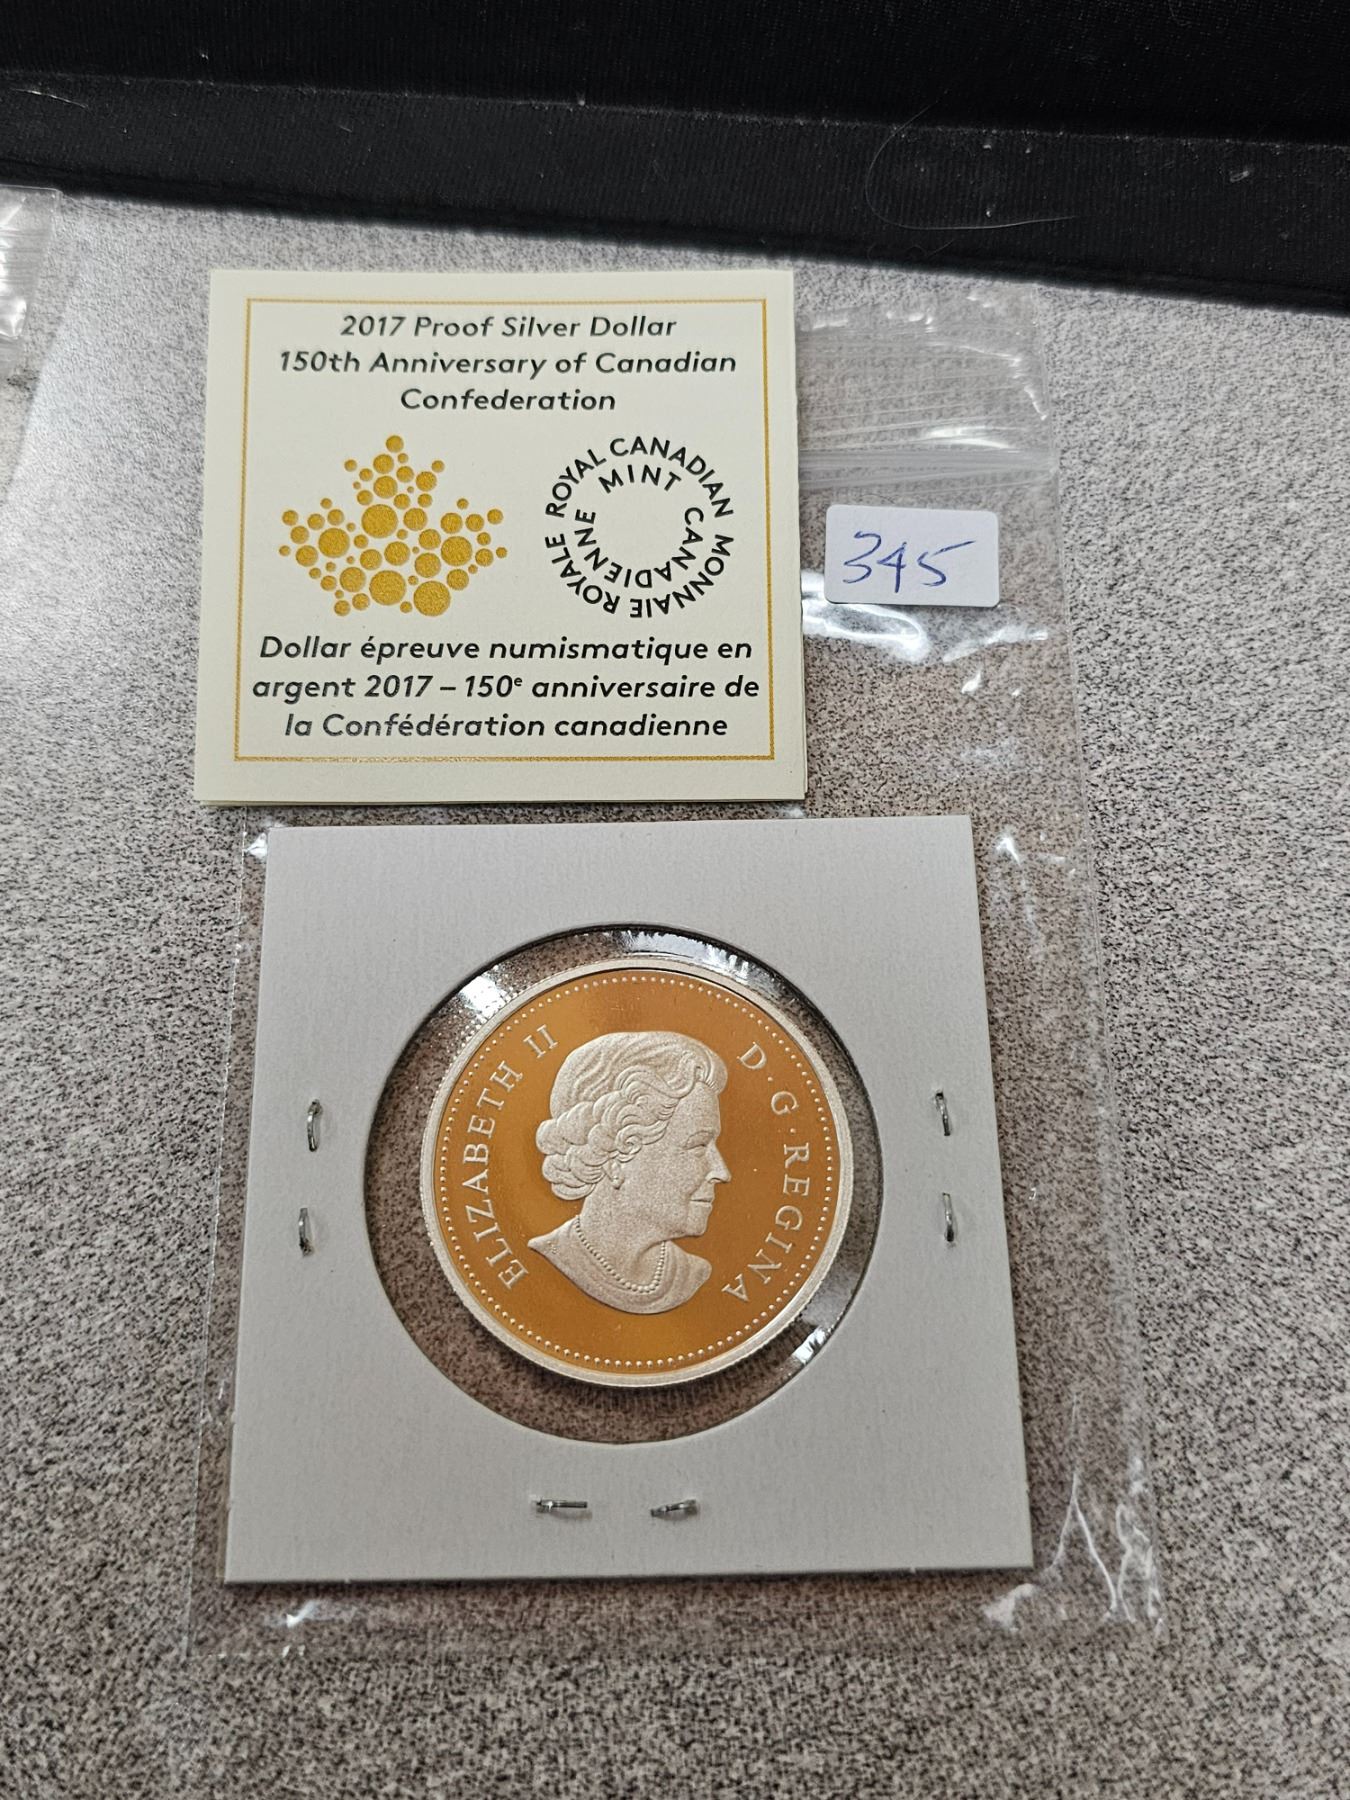 2017 Proof Silver Dollar
150th Anniversary of Canadian
Confederation
ROYAL CANADIAN MINT
MONNAIE ROYALE CANADIENNE
Dollar épreuve numismatique en
argent 2017 – 150e anniversaire de
la Confédération canadienne
345
ELIZABETH II D·G·REGINA